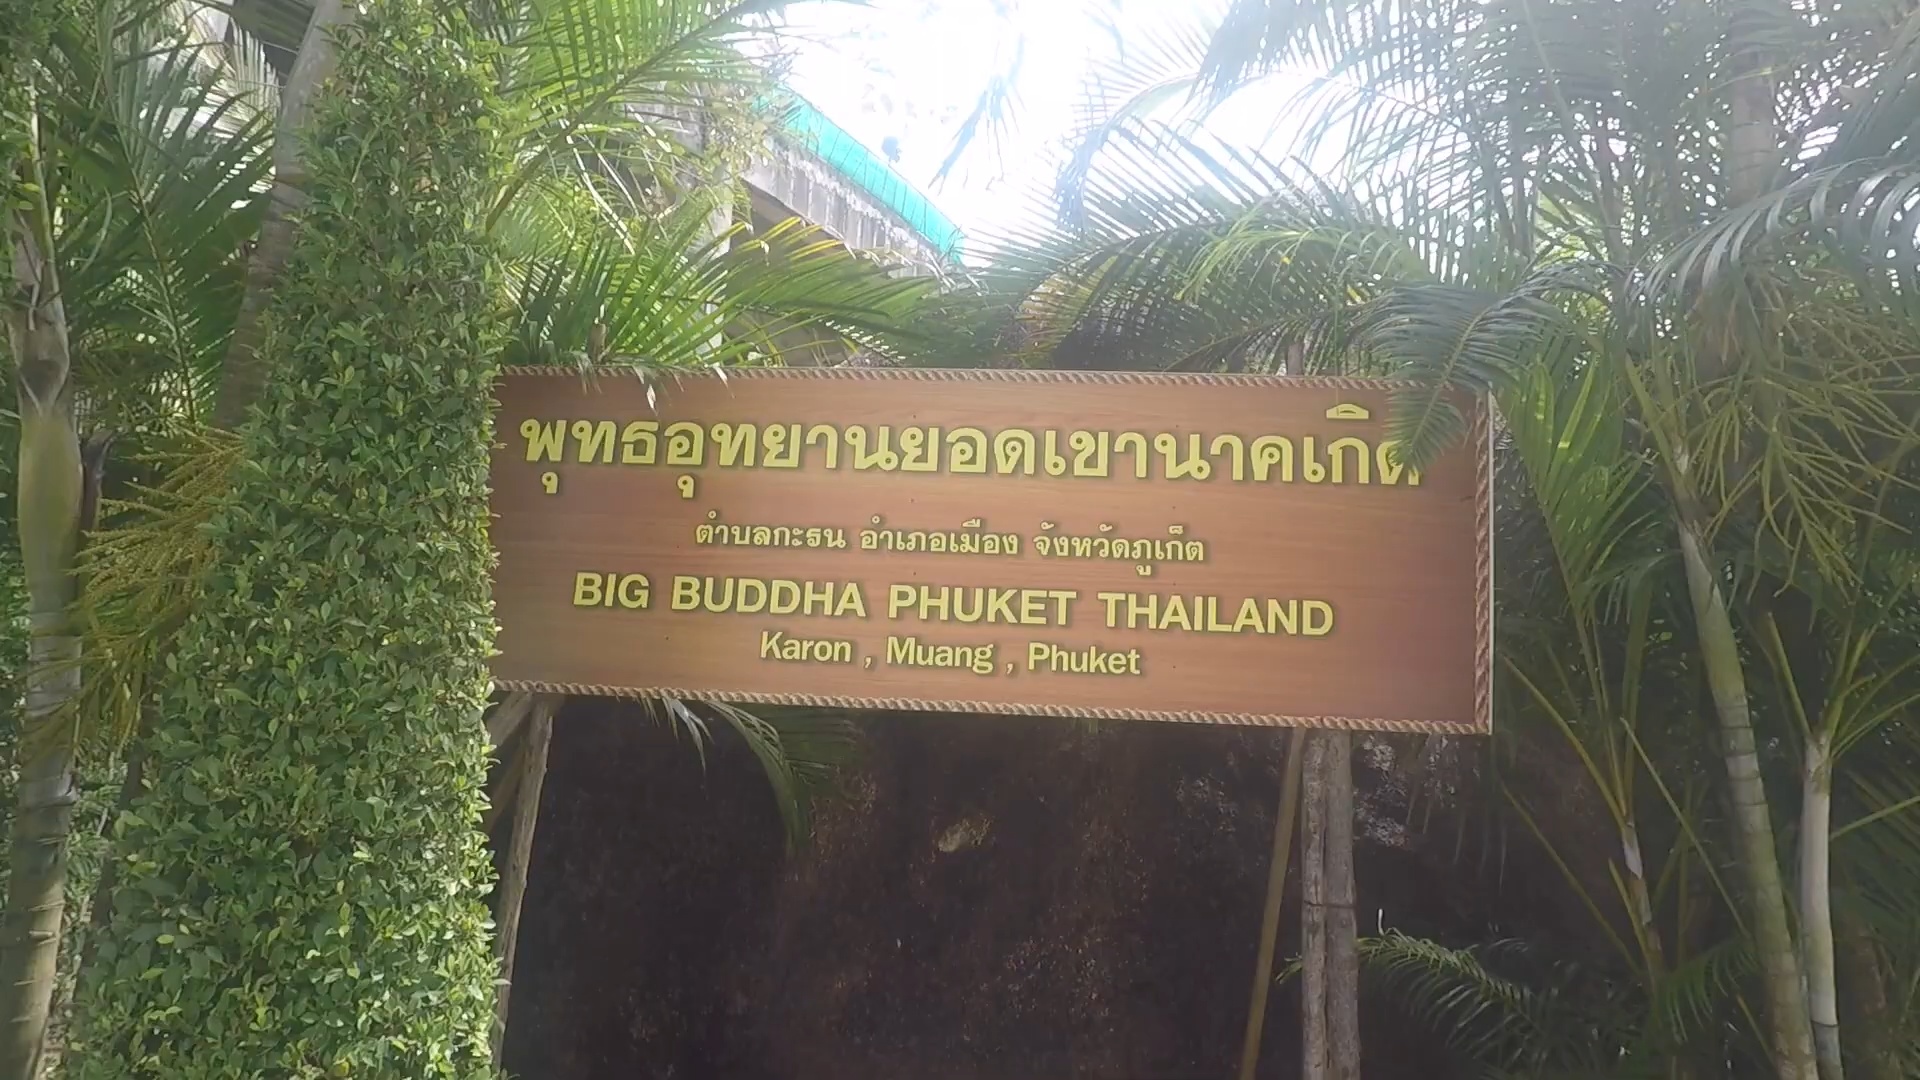 พุทธอุทยานยอดเขานาคเกิด
ตำบลกะรน อำเภอเมือง จังหวัดภูเก็ต
BIG BUDDHA PHUKET THAILAND
Karon , Muang , Phuket